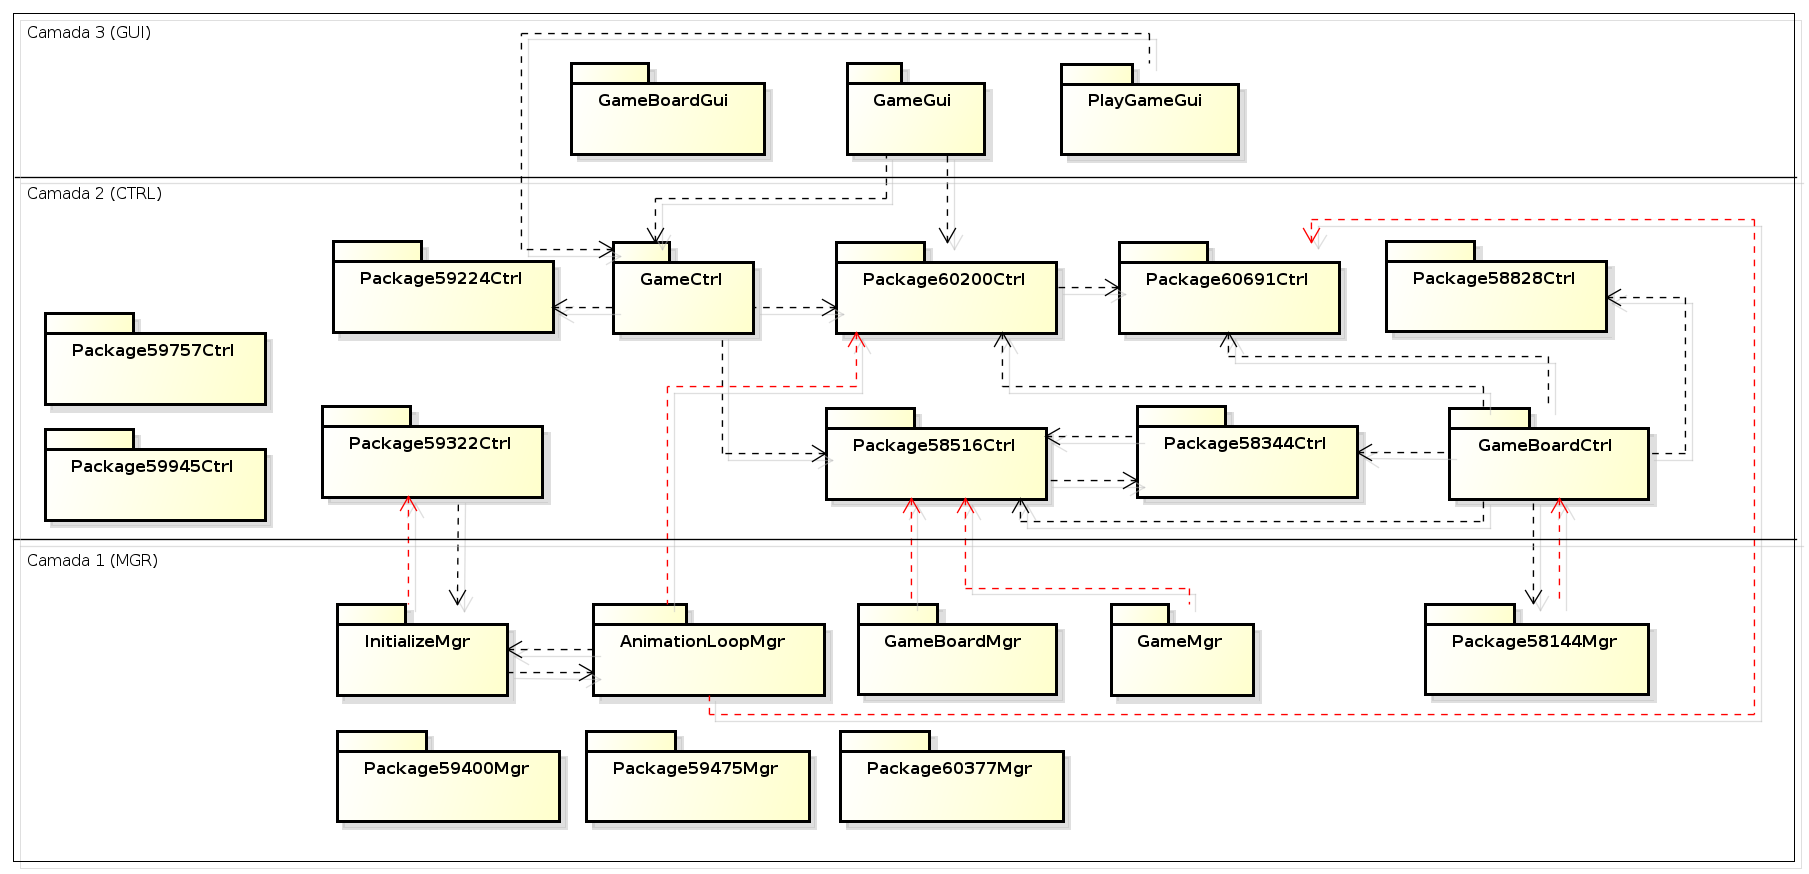 Camada 3 (GUI)
GameBoardGui
GameGui
PlayGameGui
Camada 2 (CTRL)
Package59224Ctrl
GameCtrl
Package60200Ctrl
Package60691Ctrl
Package58828Ctrl
Package59757Ctrl
Package59322Ctrl
Package58516Ctrl
Package58344Ctrl
GameBoardCtrl
Package59945Ctrl
Camada 1 (MGR)
InitializeMgr
AnimationLoopMgr
GameBoardMgr
GameMgr
Package58144Mgr
Package59400Mgr
Package59475Mgr
Package60377Mgr